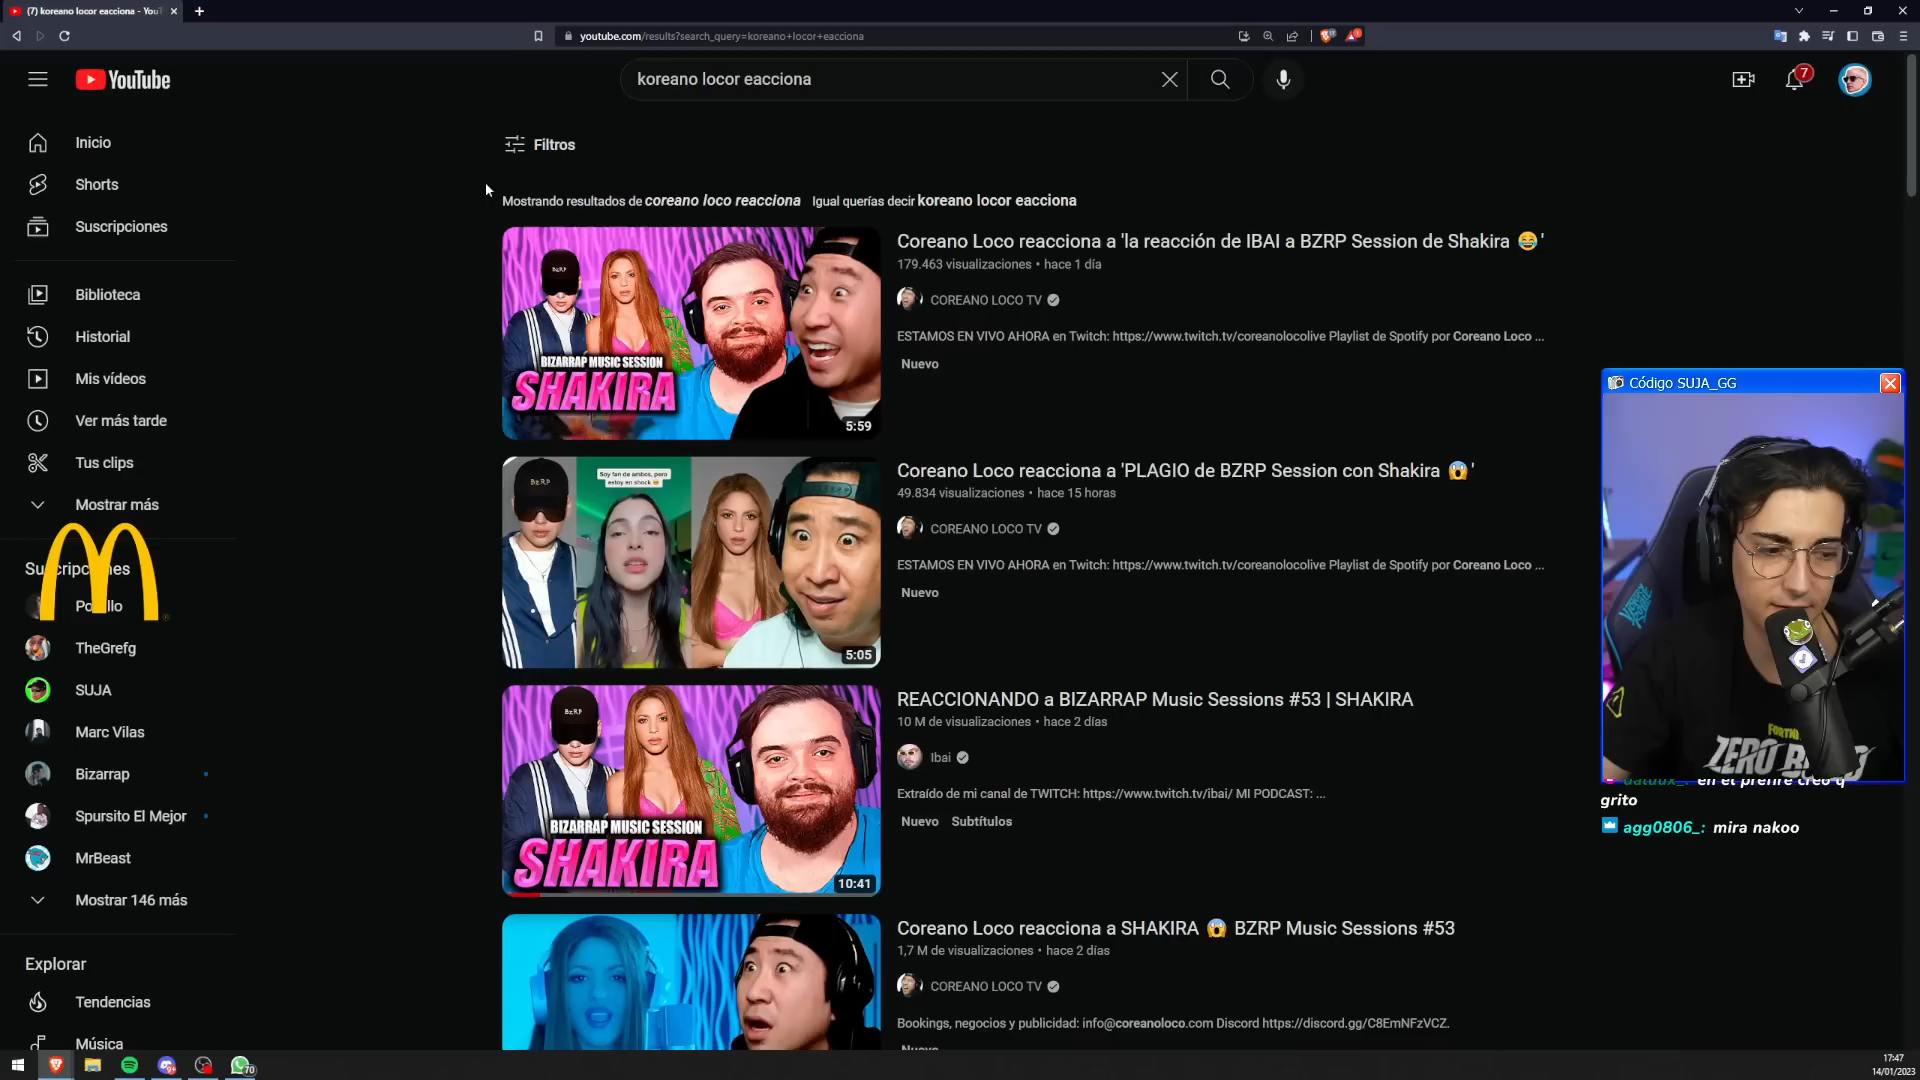 (7) koreano locor eacciona - You
youtube.com/results?search_query=koreano+locor+eacciona
YouTube
koreano locor eacciona
7
Inicio
Shorts
Suscripciones
Biblioteca
Historial
Mis vídeos
Ver más tarde
Tus clips
Mostrar más
TheGrefg
SUJA
Marc Vilas
Bizarrap
Spursito El Mejor
MrBeast
Mostrar 146 más
Explorar
Tendencias
Música
Filtros
Mostrando resultados de coreano loco reacciona Igual querías decir koreano locor eacciona
BZRP
BIZARRAP MUSIC SESSION
SHAKIRA
5:59
Coreano Loco reacciona a 'la reacción de IBAI a BZRP Session de Shakira 😂'
179.463 visualizaciones • hace 1 día
COREANO LOCO TV
ESTAMOS EN VIVO AHORA en Twitch: https://www.twitch.tv/coreanolocolive Playlist de Spotify por Coreano Loco ...
Nuevo
Soy fan de ambos, pero
estoy en shock
BZRP
5:05
Coreano Loco reacciona a 'PLAGIO de BZRP Session con Shakira 😱'
49.834 visualizaciones • hace 15 horas
COREANO LOCO TV
ESTAMOS EN VIVO AHORA en Twitch: https://www.twitch.tv/coreanolocolive Playlist de Spotify por Coreano Loco ...
Nuevo
BZRP
BIZARRAP MUSIC SESSION
SHAKIRA
10:41
REACCIONANDO a BIZARRAP Music Sessions #53 | SHAKIRA
10 M de visualizaciones • hace 2 días
Ibai
Extraído de mi canal de TWITCH: https://www.twitch.tv/ibai/ MI PODCAST: ...
Nuevo Subtítulos
Coreano Loco reacciona a SHAKIRA 😱 BZRP Music Sessions #53
1,7 M de visualizaciones • hace 2 días
COREANO LOCO TV
Bookings, negocios y publicidad: info@coreanoloco.com Discord https://discord.gg/C8EmNFzVCZ.
Nuevo
Código SUJA_GG
ZERO B
en el prefire creo q
grito
agg0806_: mira nakoo
70
17:47
14/01/2023